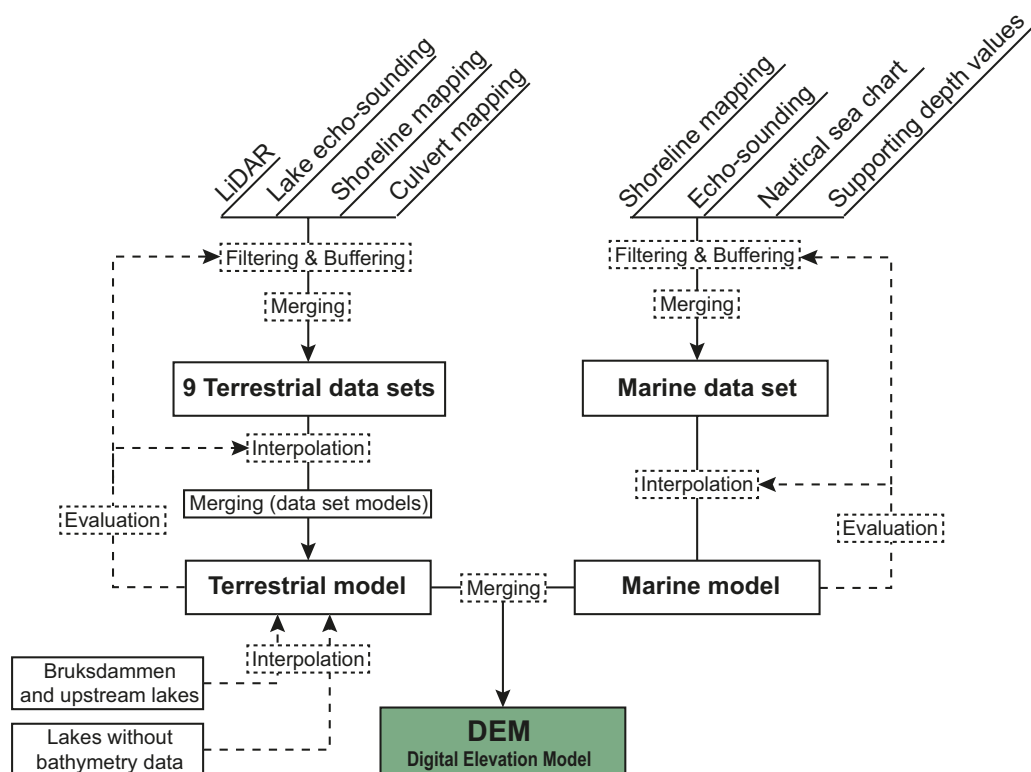 LiDAR
Lake echo-sounding
Shoreline mapping
Culvert mapping
Shoreline mapping
Echo-sounding
Nautical sea chart
Supporting depth values
Filtering & Buffering
Filtering & Buffering
Merging
Merging
9 Terrestrial data sets
Marine data set
Interpolation
Interpolation
Merging (data set models)
Evaluation
Evaluation
Terrestrial model
Merging
Marine model
Interpolation
Bruksdammen
and upstream lakes
Lakes without
bathymetry data
DEM
Digital Elevation Model